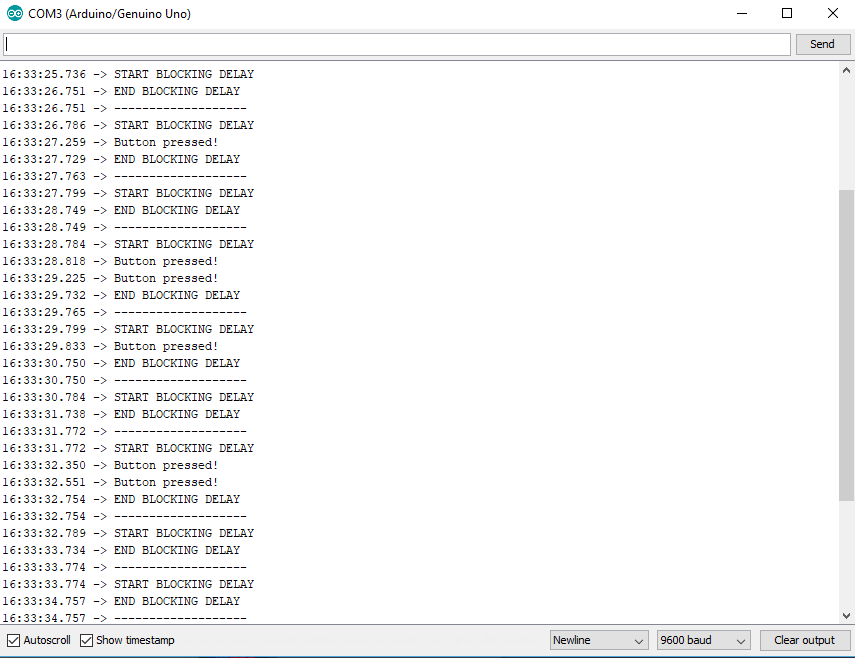 COM3 (Arduino/Genuino Uno)
Send
16:33:25.736 -> START BLOCKING DELAY
16:33:26.751 -> END BLOCKING DELAY
16:33:26.751 -> -------------------
16:33:26.786 -> START BLOCKING DELAY
16:33:27.259 -> Button pressed!
16:33:27.729 -> END BLOCKING DELAY
16:33:27.763 -> -------------------
16:33:27.799 -> START BLOCKING DELAY
16:33:28.749 -> END BLOCKING DELAY
16:33:28.749 -> -------------------
16:33:28.784 -> START BLOCKING DELAY
16:33:28.818 -> Button pressed!
16:33:29.225 -> Button pressed!
16:33:29.732 -> END BLOCKING DELAY
16:33:29.765 -> -------------------
16:33:29.799 -> START BLOCKING DELAY
16:33:29.833 -> Button pressed!
16:33:30.750 -> END BLOCKING DELAY
16:33:30.750 -> -------------------
16:33:30.784 -> START BLOCKING DELAY
16:33:31.738 -> END BLOCKING DELAY
16:33:31.772 -> -------------------
16:33:31.772 -> START BLOCKING DELAY
16:33:32.350 -> Button pressed!
16:33:32.551 -> Button pressed!
16:33:32.754 -> END BLOCKING DELAY
16:33:32.754 -> -------------------
16:33:32.789 -> START BLOCKING DELAY
16:33:33.734 -> END BLOCKING DELAY
16:33:33.774 -> -------------------
16:33:33.774 -> START BLOCKING DELAY
16:33:34.757 -> END BLOCKING DELAY
16:33:34.757 -> -------------------
Autoscroll Show timestamp Newline 9600 baud Clear output